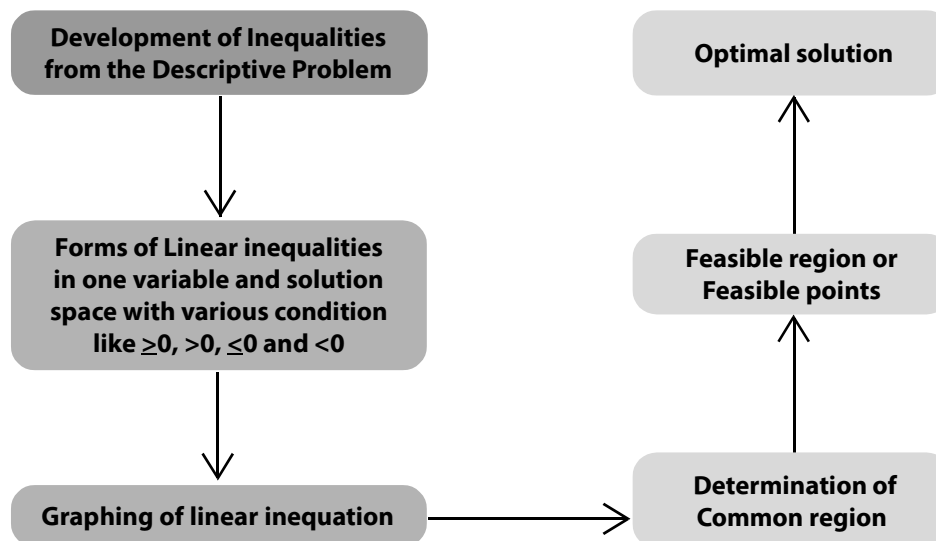 Development of Inequalities
from the Descriptive Problem
Forms of Linear inequalities
in one variable and solution
space with various condition
like ≥0, >0, ≤0 and <0
Graphing of linear inequation
Determination of
Common region
Feasible region or
Feasible points
Optimal solution